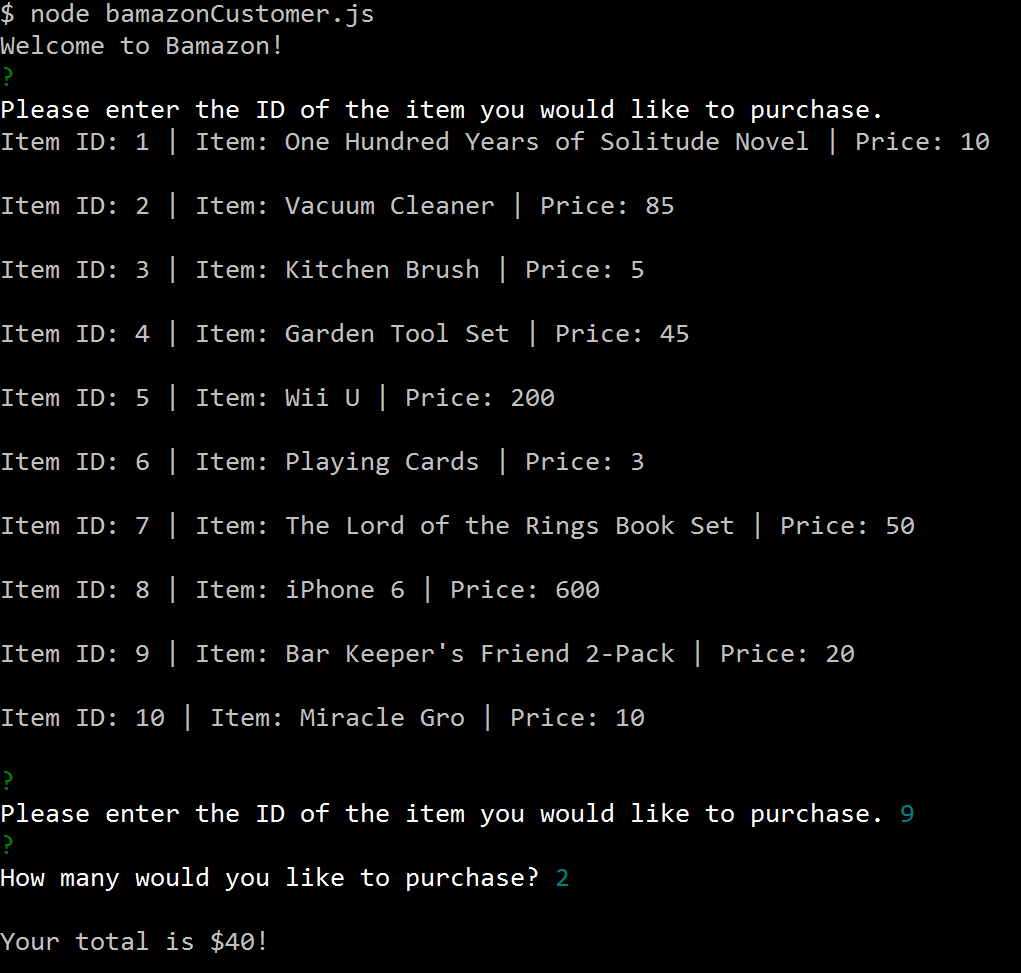 $ node bamazonCustomer.js
Welcome to Bamazon!
?
Please enter the ID of the item you would like to purchase.
Item ID: 1 | Item: One Hundred Years of Solitude Novel | Price: 10
Item ID: 2 | Item: Vacuum Cleaner | Price: 85
Item ID: 3 | Item: Kitchen Brush | Price: 5
Item ID: 4 | Item: Garden Tool Set | Price: 45
Item ID: 5 | Item: Wii U | Price: 200
Item ID: 6 | Item: Playing Cards | Price: 3
Item ID: 7 | Item: The Lord of the Rings Book Set | Price: 50
Item ID: 8 | Item: iPhone 6 | Price: 600
Item ID: 9 | Item: Bar Keeper's Friend 2-Pack | Price: 20
Item ID: 10 | Item: Miracle Gro | Price: 10
?
Please enter the ID of the item you would like to purchase. 9
?
How many would you like to purchase? 2
Your total is $40!